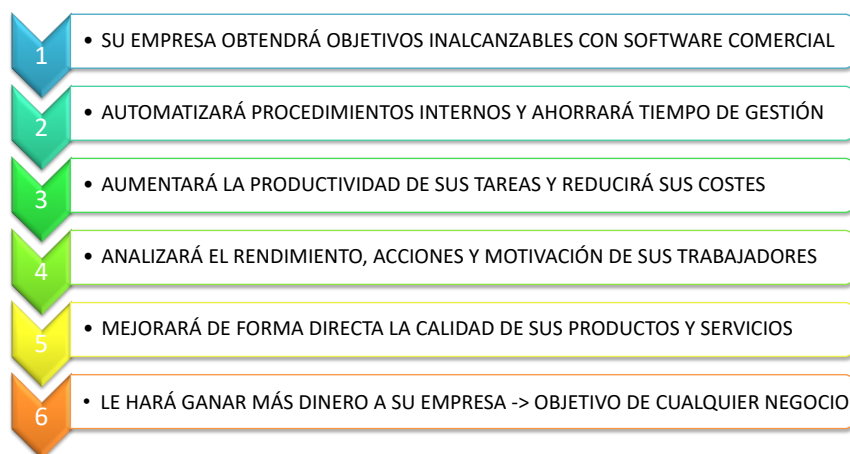 1 • SU EMPRESA OBTENDRÁ OBJETIVOS INALCANZABLES CON SOFTWARE COMERCIAL
2 • AUTOMATIZARÁ PROCEDIMIENTOS INTERNOS Y AHORRARÁ TIEMPO DE GESTIÓN
3 • AUMENTARÁ LA PRODUCTIVIDAD DE SUS TAREAS Y REDUCIRÁ SUS COSTES
4 • ANALIZARÁ EL RENDIMIENTO, ACCIONES Y MOTIVACIÓN DE SUS TRABAJADORES
5 • MEJORARÁ DE FORMA DIRECTA LA CALIDAD DE SUS PRODUCTOS Y SERVICIOS
6 • LE HARÁ GANAR MÁS DINERO A SU EMPRESA -> OBJETIVO DE CUALQUIER NEGOCIO